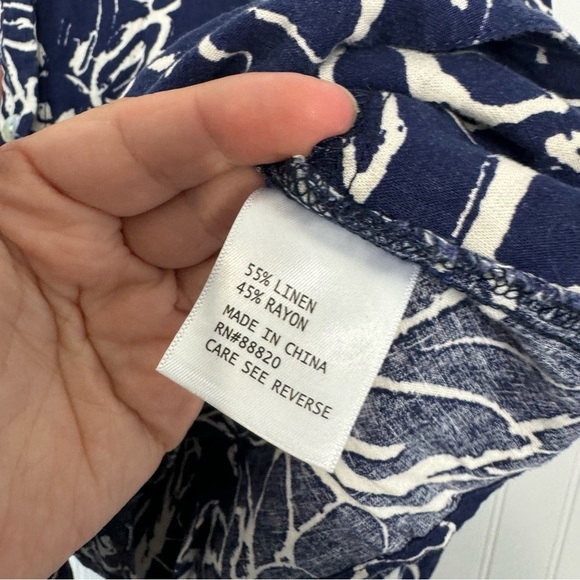 55% LINEN
45% RAYON
MADE IN CHINA
RN#88820
CARE SEE REVERSE